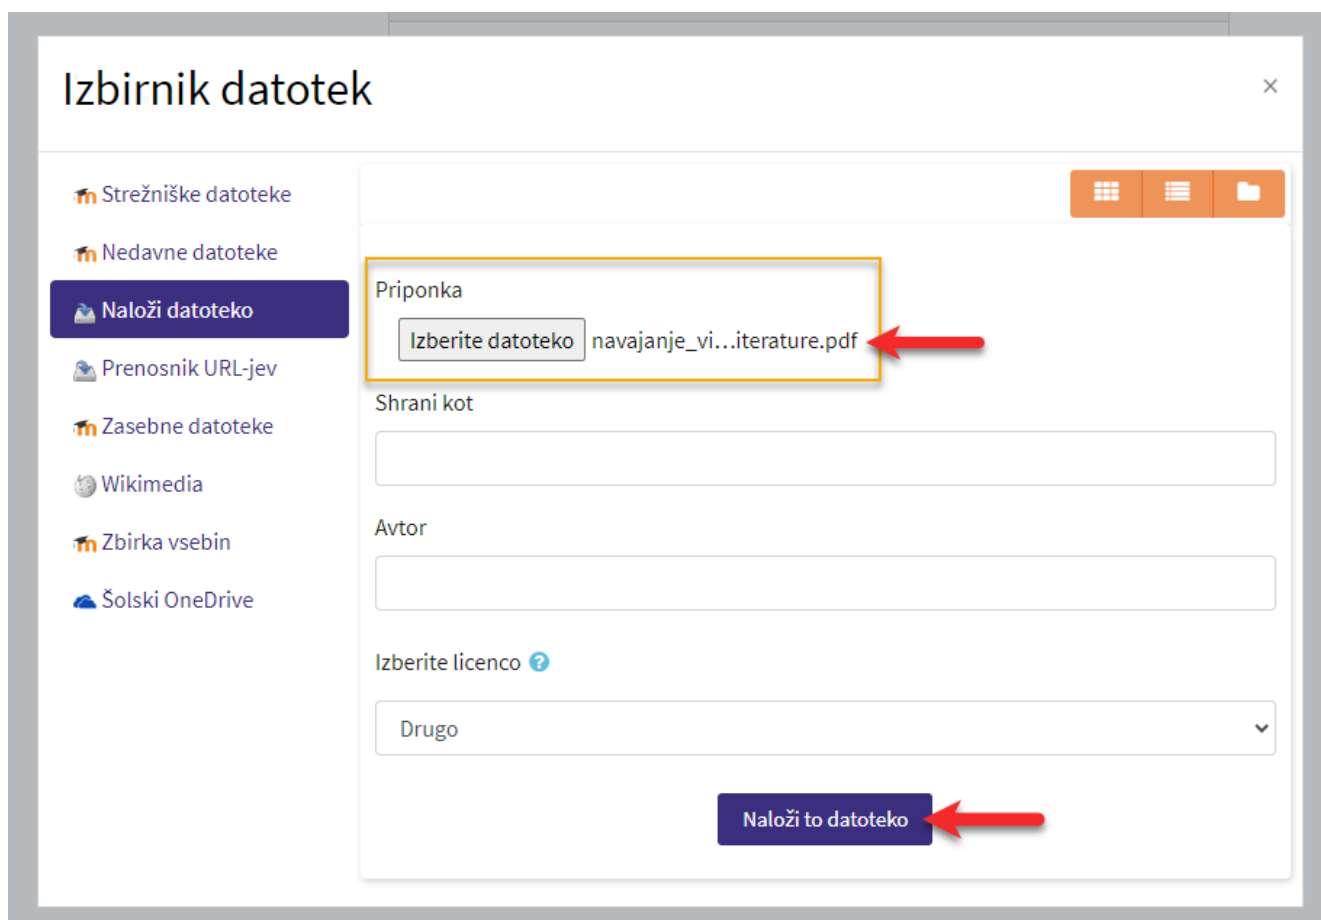 Izbirnik datotek
×
Strežniške datoteke
Nedavne datoteke
Naloži datoteko
Prenosnik URL-jev
Zasebne datoteke
Wikimedia
Zbirka vsebin
Šolski OneDrive
Priponka
Izberite datoteko navajanje_vi...iterature.pdf
Shrani kot
Avtor
Izberite licenco ?
Drugo
Naloži to datoteko